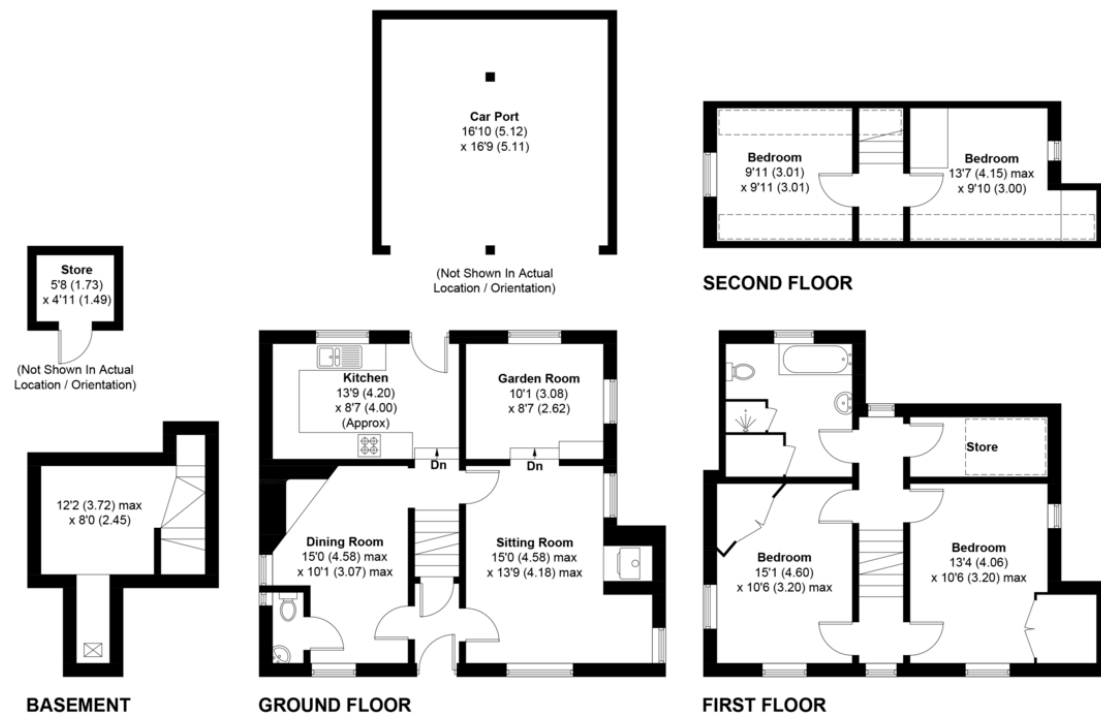 Car Port
16'10 (5.12)
x 16'9 (5.11)
(Not Shown In Actual
Location / Orientation)
Bedroom
9'11 (3.01)
x 9'11 (3.01)
Bedroom
13'7 (4.15) max
x 9'10 (3.00)
SECOND FLOOR
Store
5'8 (1.73)
x 4'11 (1.49)
(Not Shown In Actual
Location / Orientation)
12'2 (3.72) max
x 8'0 (2.45)
BASEMENT
Kitchen
13'9 (4.20)
x 8'7 (4.00)
(Approx)
Garden Room
10'1 (3.08)
x 8'7 (2.62)
Dn
Dn
Dining Room
15'0 (4.58) max
x 10'1 (3.07) max
Sitting Room
15'0 (4.58) max
x 13'9 (4.18) max
GROUND FLOOR
Store
Bedroom
15'1 (4.60)
x 10'6 (3.20) max
Bedroom
13'4 (4.06)
x 10'6 (3.20) max
FIRST FLOOR